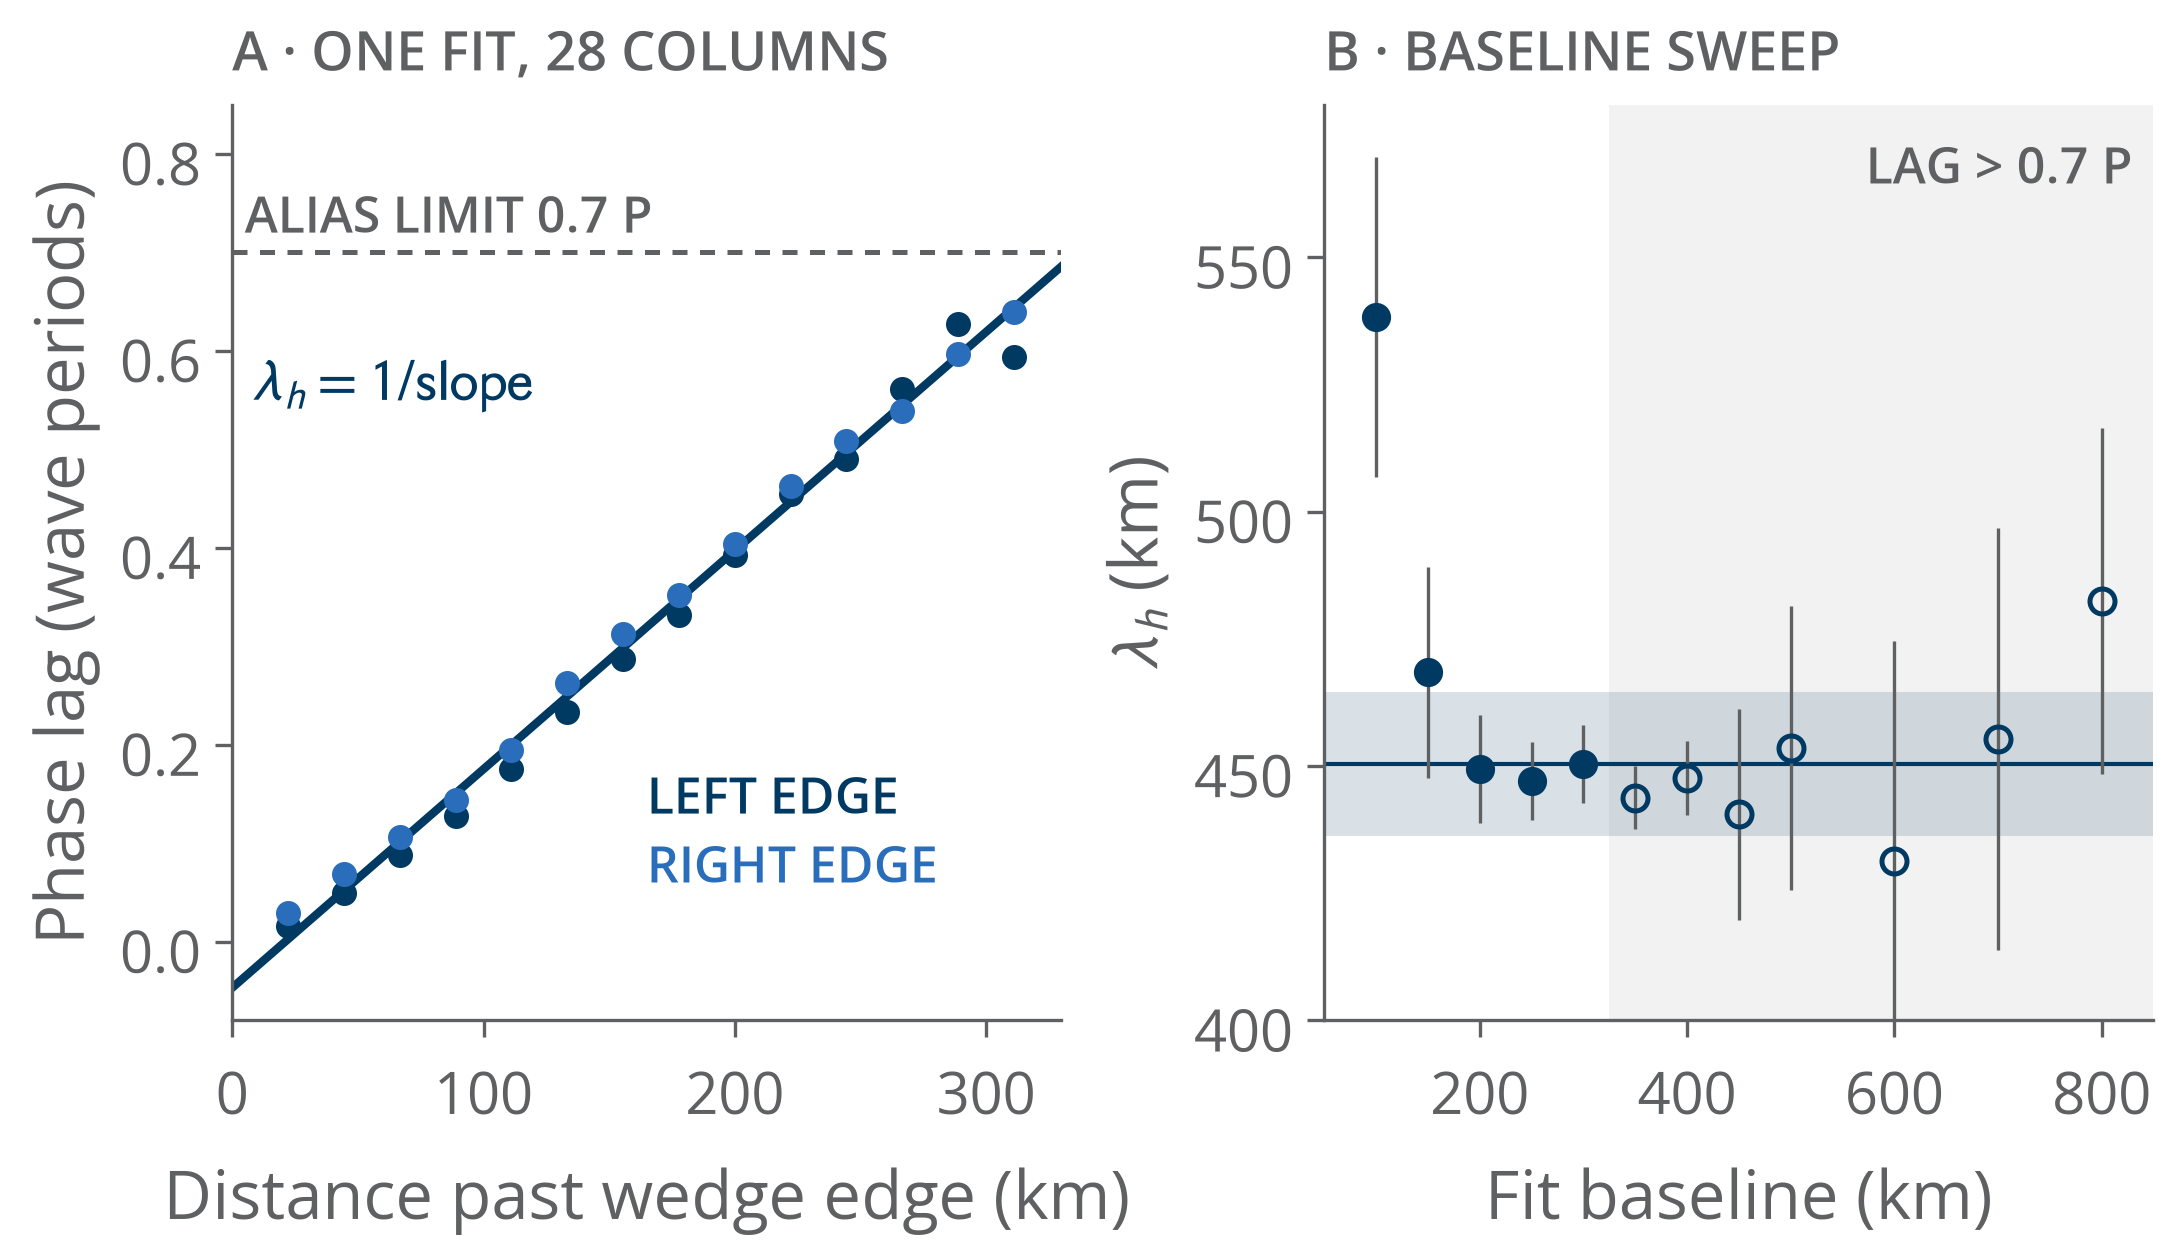 A · ONE FIT, 28 COLUMNS
Phase lag (wave periods)
0.8
0.6
0.4
0.2
0.0
ALIAS LIMIT 0.7 P
λh = 1/slope
LEFT EDGE
RIGHT EDGE
0 100 200 300
Distance past wedge edge (km)
B · BASELINE SWEEP
λh (km)
550
500
450
400
LAG > 0.7 P
200 400 600 800
Fit baseline (km)